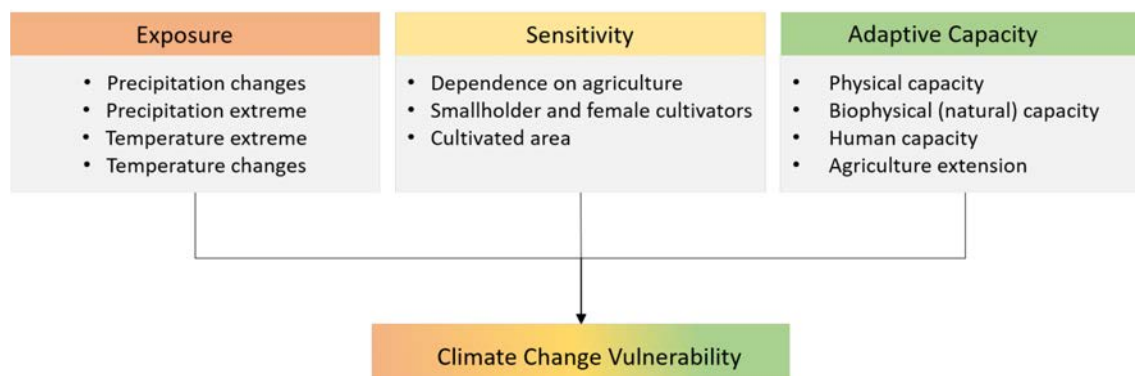 Exposure
• Precipitation changes
• Precipitation extreme
• Temperature extreme
• Temperature changes
Sensitivity
• Dependence on agriculture
• Smallholder and female cultivators
• Cultivated area
Adaptive Capacity
• Physical capacity
• Biophysical (natural) capacity
• Human capacity
• Agriculture extension
Climate Change Vulnerability